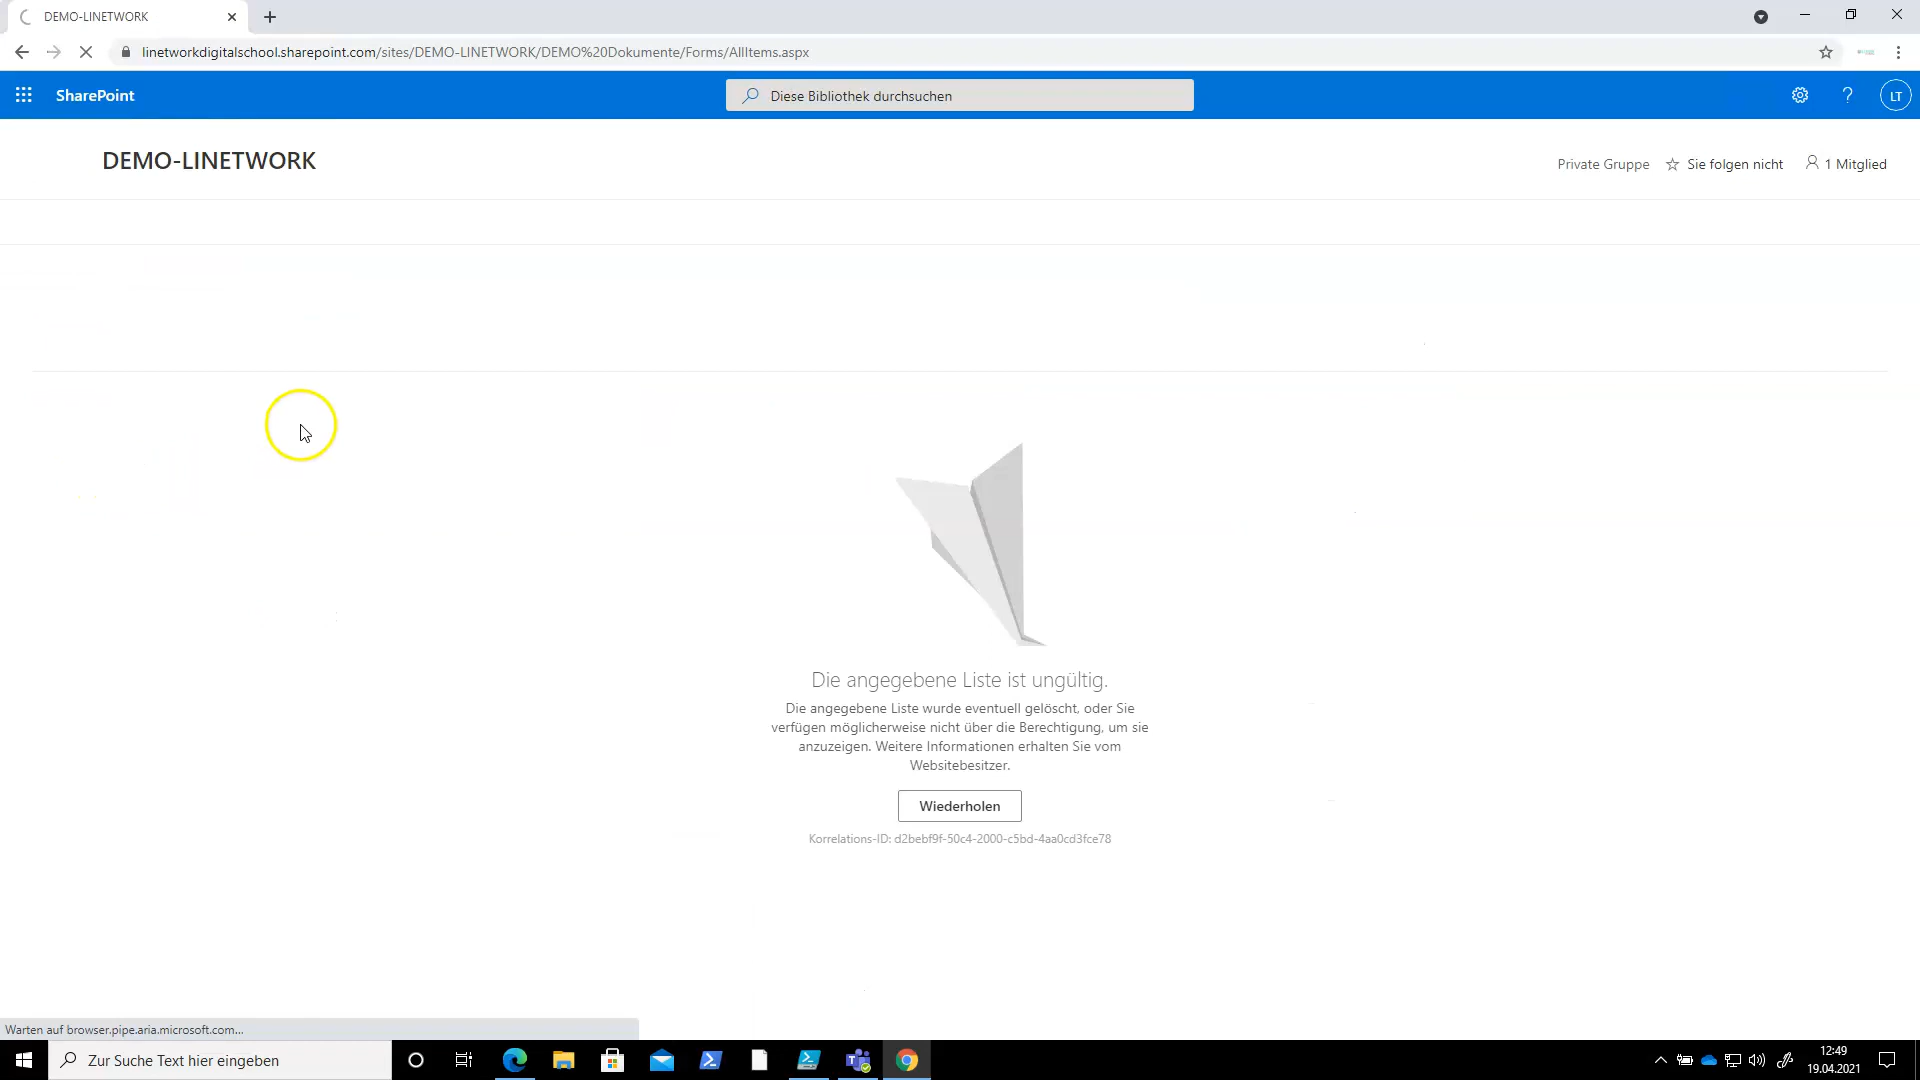 DEMO-LINETWORK
linetworkdigitalschool.sharepoint.com/sites/DEMO-LINETWORK/DEMO%20Dokumente/Forms/AllItems.aspx
SharePoint
Diese Bibliothek durchsuchen
?
LT
DEMO-LINETWORK
Private Gruppe
Sie folgen nicht
1 Mitglied
Die angegebene Liste ist ungültig.
Die angegebene Liste wurde eventuell gelöscht, oder Sie
verfügen möglicherweise nicht über die Berechtigung, um sie
anzuzeigen. Weitere Informationen erhalten Sie vom
Websitebesitzer.
Wiederholen
Korrelations-ID: d2bebf9f-50c4-2000-c5bd-4aa0cd3fce78
Warten auf browser.pipe.aria.microsoft.com...
Zur Suche Text hier eingeben
12:49
19.04.2021